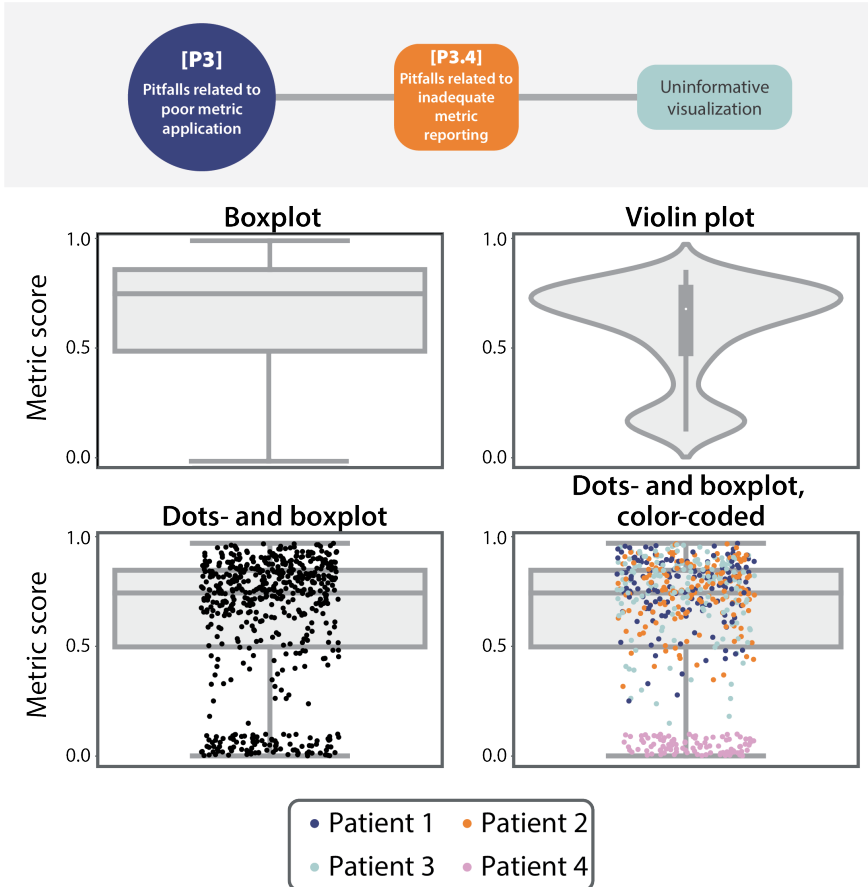 [P3]
Pitfalls related to
poor metric
application
[P3.4]
Pitfalls related to
inadequate
metric
reporting
Uninformative
visualization
Boxplot
Violin plot
Metric score
1.0
0.5
0.0
1.0
0.5
0.0
Dots- and boxplot
Dots- and boxplot,
color-coded
Metric score
1.0
0.5
0.0
1.0
0.5
0.0
Patient 1
Patient 2
Patient 3
Patient 4